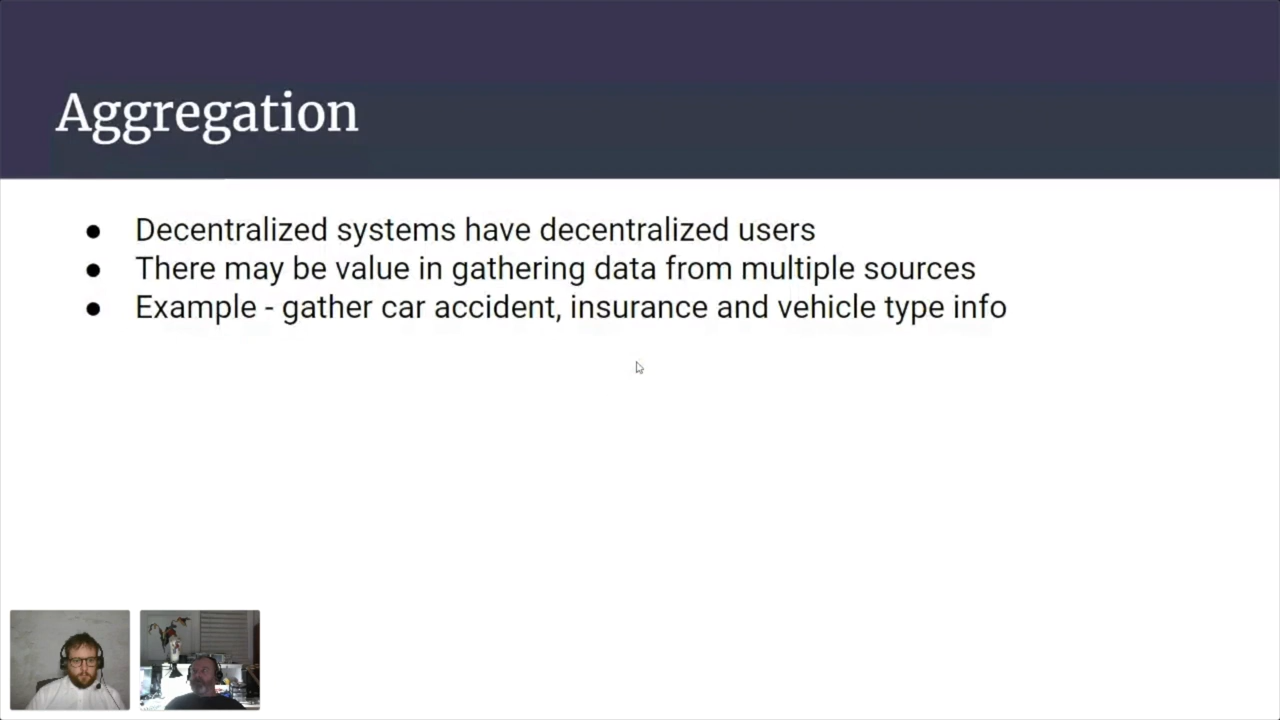 Aggregation
● Decentralized systems have decentralized users
● There may be value in gathering data from multiple sources
● Example - gather car accident, insurance and vehicle type info